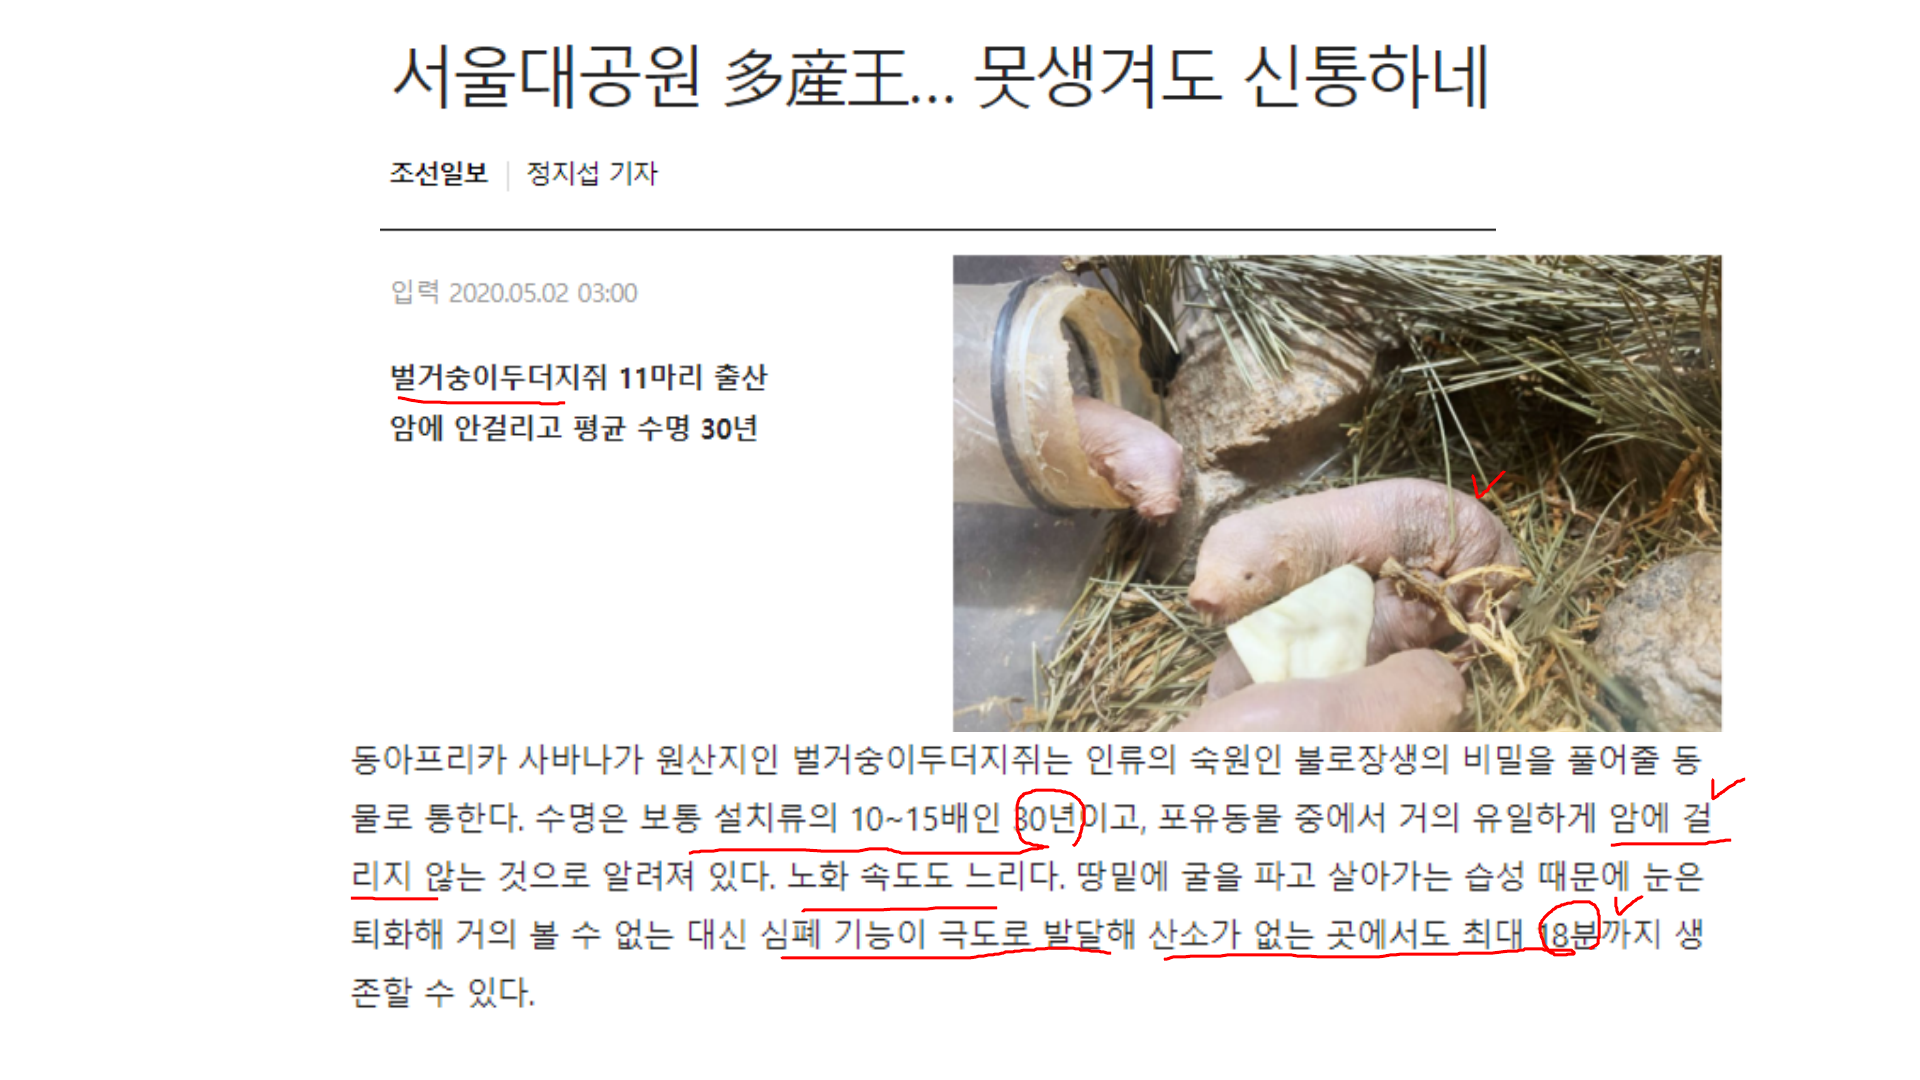 서울대공원 多産王... 못생겨도 신통하네
조선일보 | 정지섭 기자
입력 2020.05.02 03:00
벌거숭이두더지쥐 11마리 출산
암에 안걸리고 평균 수명 30년
동아프리카 사바나가 원산지인 벌거숭이두더지쥐는 인류의 숙원인 불로장생의 비밀을 풀어줄 동
물로 통한다. 수명은 보통 설치류의 10~15배인 30년이고, 포유동물 중에서 거의 유일하게 암에 걸
리지 않는 것으로 알려져 있다. 노화 속도도 느리다. 땅밑에 굴을 파고 살아가는 습성 때문에 눈은
퇴화해 거의 볼 수 없는 대신 심폐 기능이 극도로 발달해 산소가 없는 곳에서도 최대 18분까지 생
존할 수 있다.